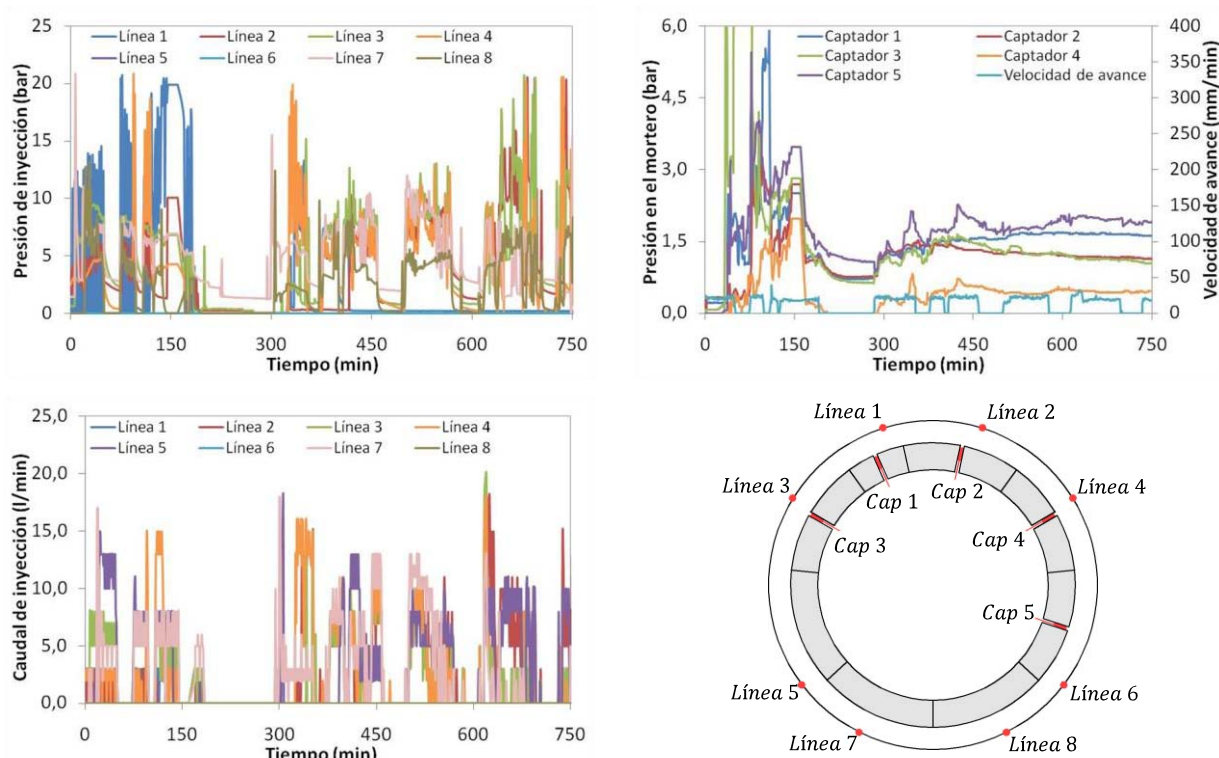 Presión de inyección (bar)
25
20
15
10
5
0
Línea 1 Línea 2 Línea 3 Línea 4
Línea 5 Línea 6 Línea 7 Línea 8
0 150 300 450 600 750
Tiempo (min)
Presión en el mortero (bar)
6,0
4,5
3,0
1,5
0,0
Captador 1 Captador 2
Captador 3 Captador 4
Captador 5 Velocidad de avance
400
350
300
250
200
150
100
50
0
Velocidad de avance (mm/min)
0 150 300 450 600 750
Tiempo (min)
Caudal de inyección (l/min)
25,0
20,0
15,0
10,0
5,0
0,0
Línea 1 Línea 2 Línea 3 Línea 4
Línea 5 Línea 6 Línea 7 Línea 8
0 150 300 450 600 750
Tiempo (min)
Línea 1 Línea 2
Línea 3 Línea 4
Cap 1 Cap 2
Cap 3 Cap 4
Cap 5
Línea 5 Línea 6
Línea 7 Línea 8